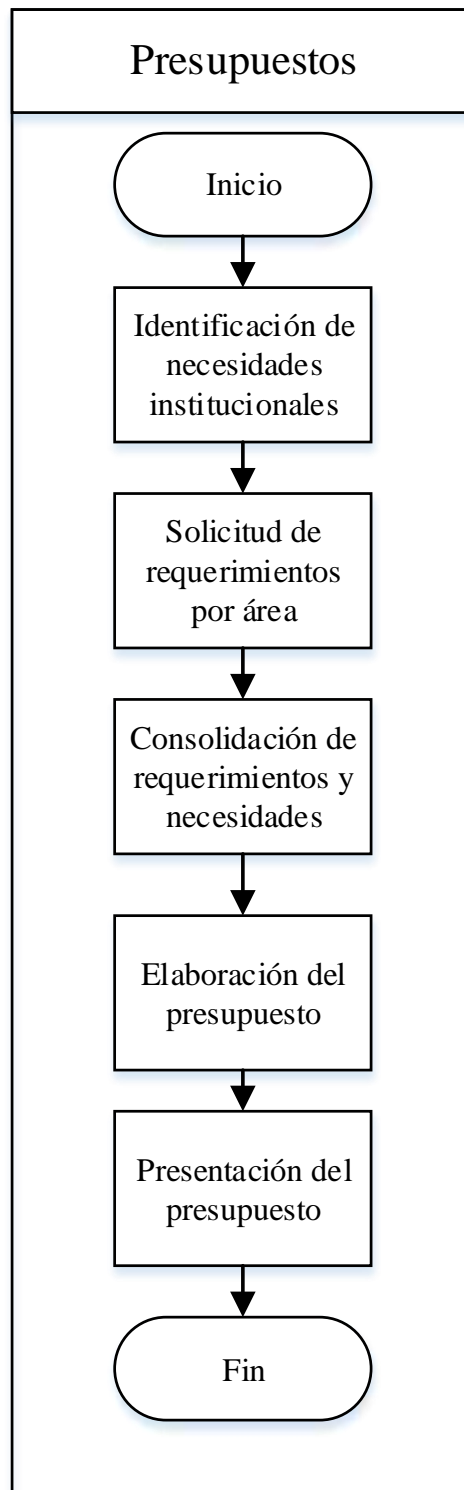 Presupuestos
Inicio
Identificación de
necesidades
institucionales
Solicitud de
requerimientos
por área
Consolidación de
requerimientos y
necesidades
Elaboración del
presupuesto
Presentación del
presupuesto
Fin